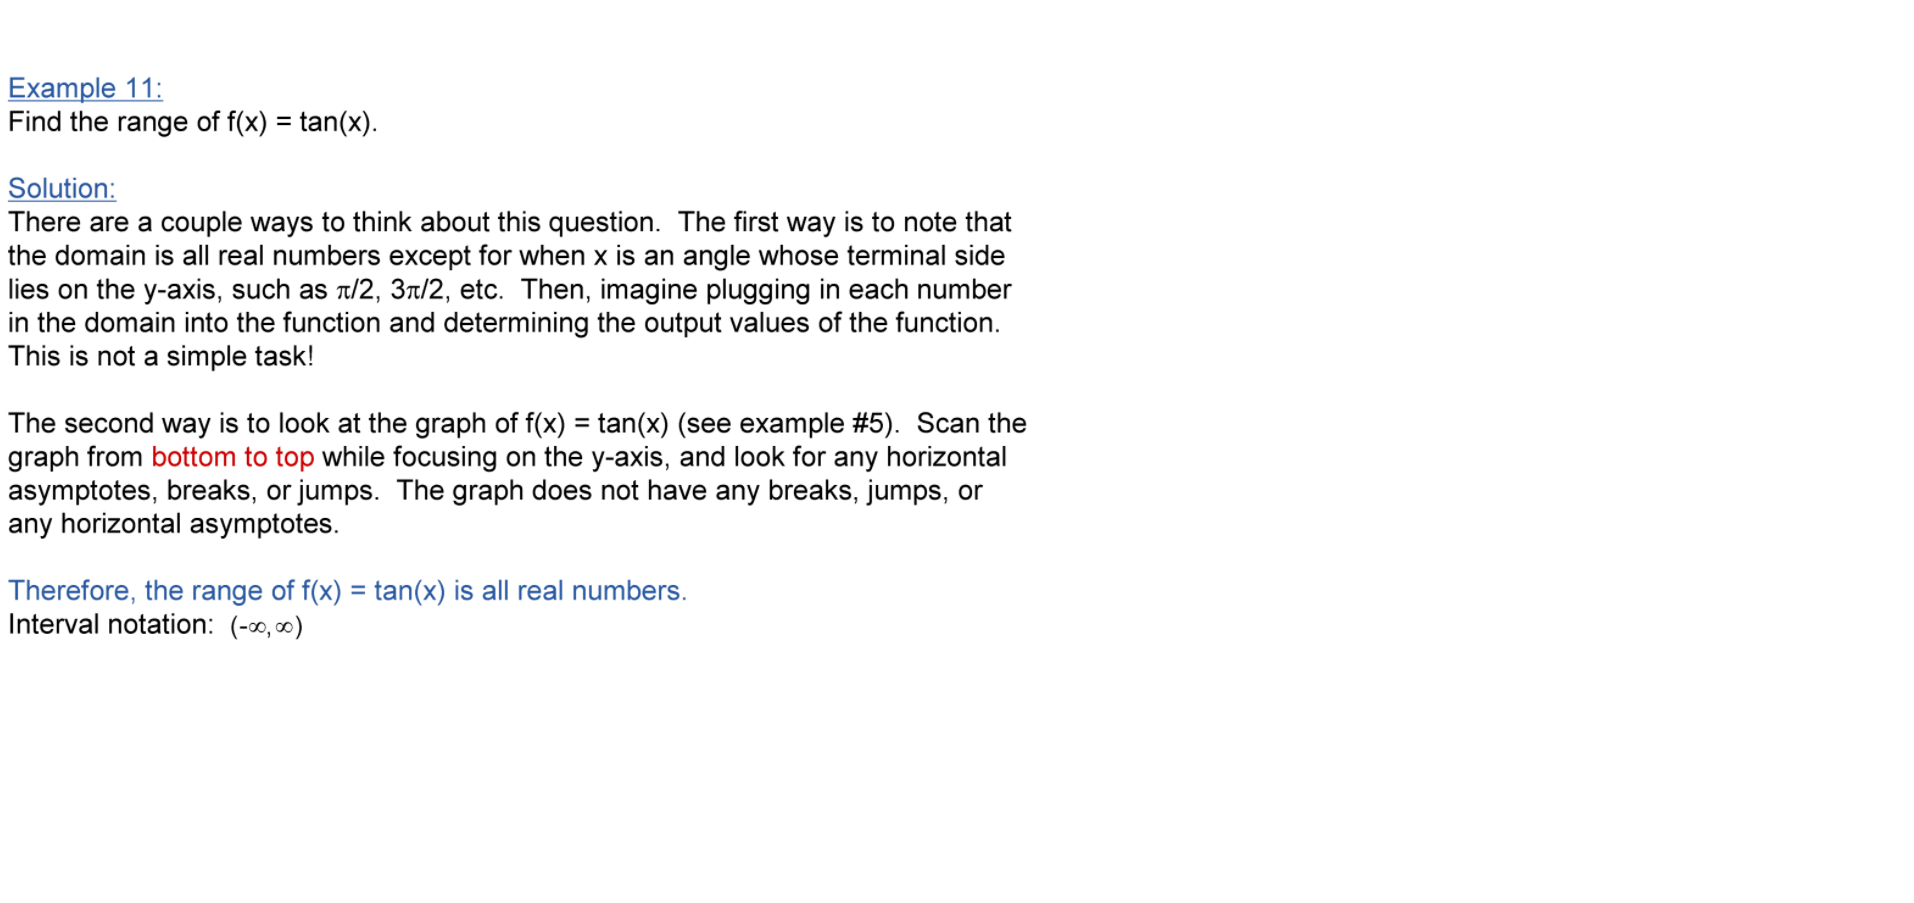 Example 11:
Find the range of f(x) = tan(x).
Solution:
There are a couple ways to think about this question.  The first way is to note that
the domain is all real numbers except for when x is an angle whose terminal side
lies on the y-axis, such as π/2, 3π/2, etc.  Then, imagine plugging in each number
in the domain into the function and determining the output values of the function.
This is not a simple task!
The second way is to look at the graph of f(x) = tan(x) (see example #5).  Scan the
graph from bottom to top while focusing on the y-axis, and look for any horizontal
asymptotes, breaks, or jumps.  The graph does not have any breaks, jumps, or
any horizontal asymptotes.
Therefore, the range of f(x) = tan(x) is all real numbers.
Interval notation:  (-∞, ∞)